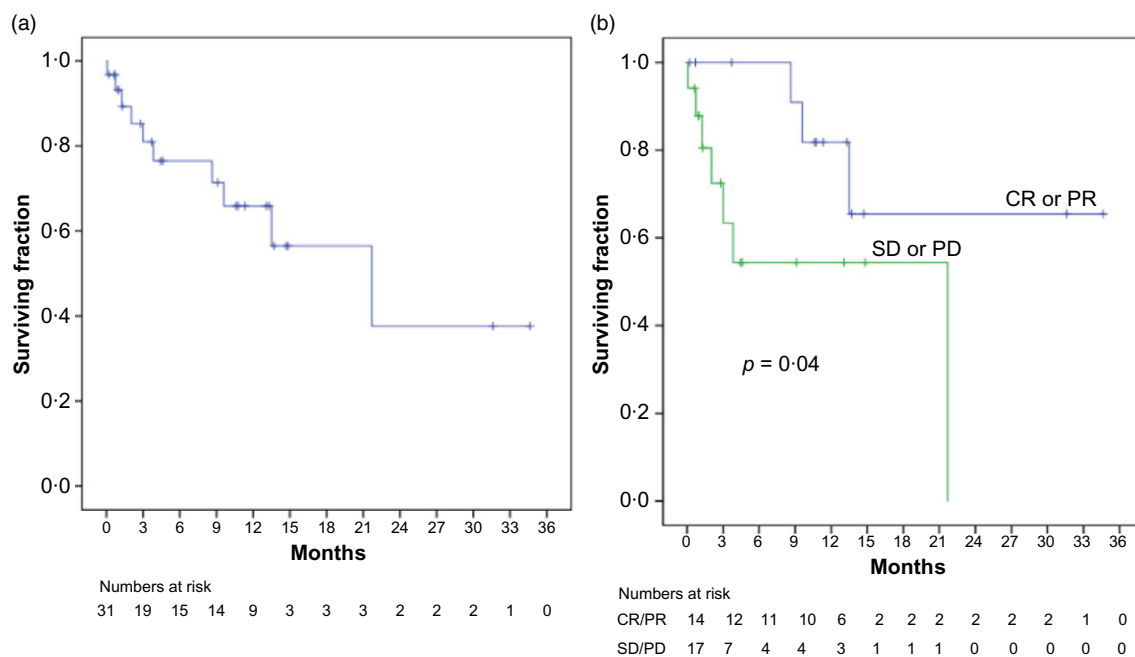 (a)
Surviving fraction
1·0
0·8
0·6
0·4
0·2
0·0
0 3 6 9 12 15 18 21 24 27 30 33 36
Months
Numbers at risk
31 19 15 14 9 3 3 3 2 2 2 1 0
(b)
Surviving fraction
1·0
0·8
0·6
0·4
0·2
0·0
CR or PR
SD or PD
p = 0·04
0 3 6 9 12 15 18 21 24 27 30 33 36
Months
Numbers at risk
CR/PR 14 12 11 10 6 2 2 2 2 2 2 1 0
SD/PD 17 7 4 4 3 1 1 1 0 0 0 0 0